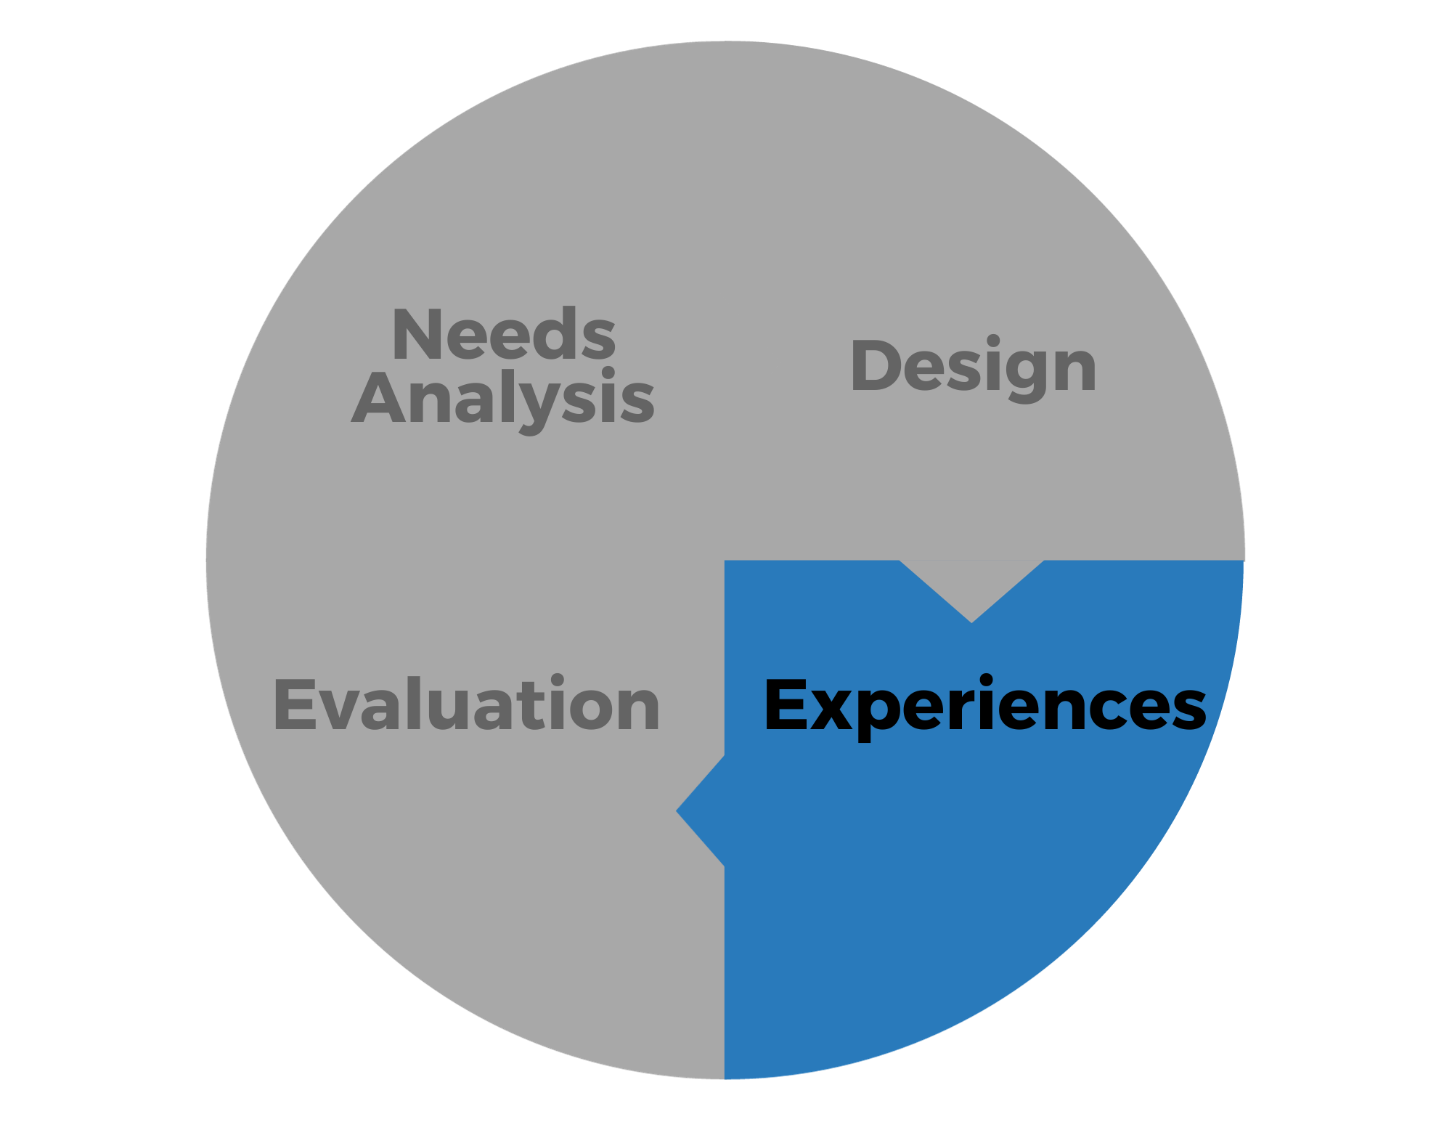 Needs
Analysis
Design
Evaluation
Experiences